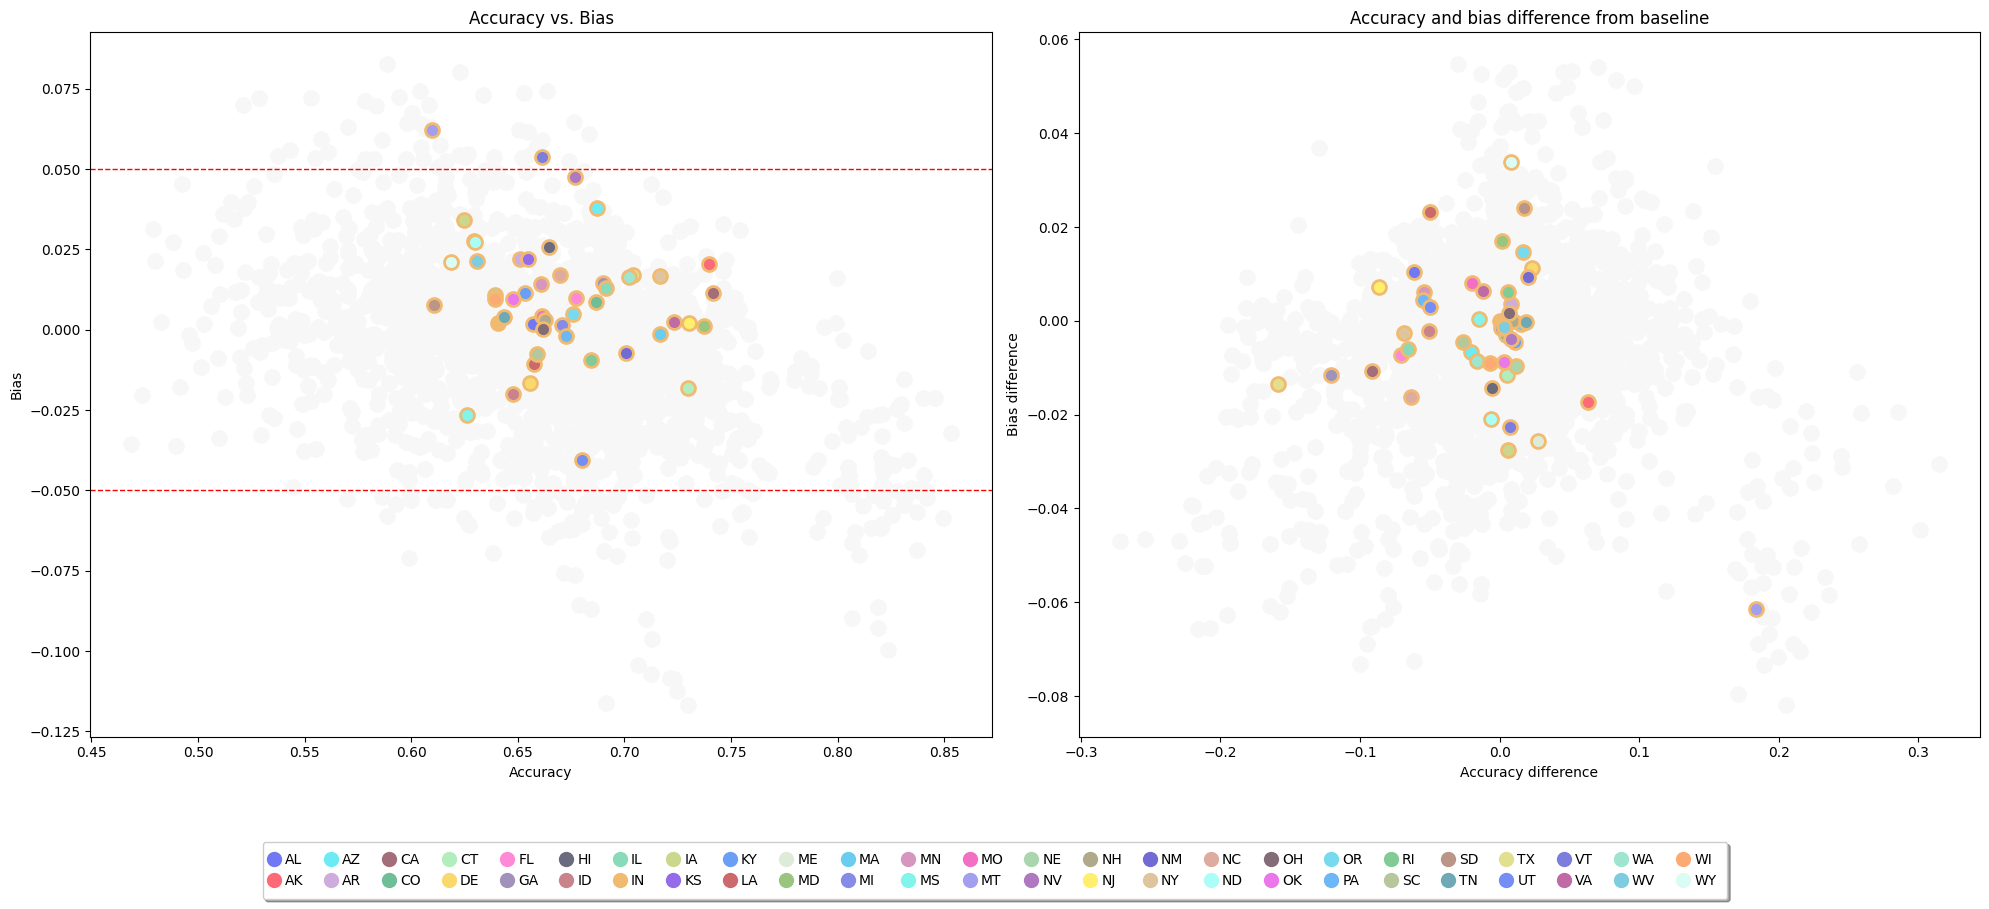 Accuracy vs. Bias
Accuracy and bias difference from baseline
0.075
0.050
0.025
0.000
−0.025
−0.050
−0.075
−0.100
−0.125
Bias
0.45 0.50 0.55 0.60 0.65 0.70 0.75 0.80 0.85
Accuracy
0.06
0.04
0.02
0.00
−0.02
−0.04
−0.06
−0.08
Bias difference
−0.3 −0.2 −0.1 0.0 0.1 0.2 0.3
Accuracy difference
AL AZ CA CT FL HI IL IA KY ME MA MN MO NE NH NM NC OH OR RI SD TX VT WA WI
AK AR CO DE GA ID IN KS LA MD MI MS MT NV NJ NY ND OK PA SC TN UT VA WV WY